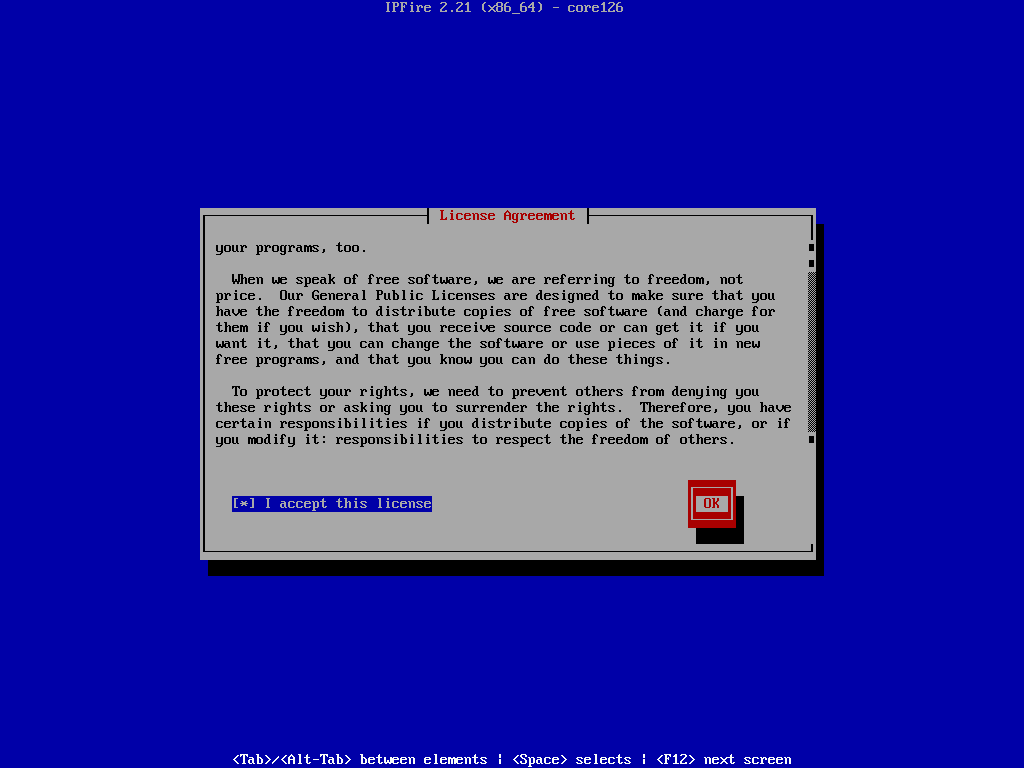 IPFire 2.21 (x86_64) - core126
License Agreement
your programs, too.
When we speak of free software, we are referring to freedom, not
price.  Our General Public Licenses are designed to make sure that you
have the freedom to distribute copies of free software (and charge for
them if you wish), that you receive source code or can get it if you
want it, that you can change the software or use pieces of it in new
free programs, and that you know you can do these things.
To protect your rights, we need to prevent others from denying you
these rights or asking you to surrender the rights.  Therefore, you have
certain responsibilities if you distribute copies of the software, or if
you modify it: responsibilities to respect the freedom of others.
[*] I accept this license
OK
<Tab>/<Alt-Tab> between elements | <Space> selects | <F12> next screen